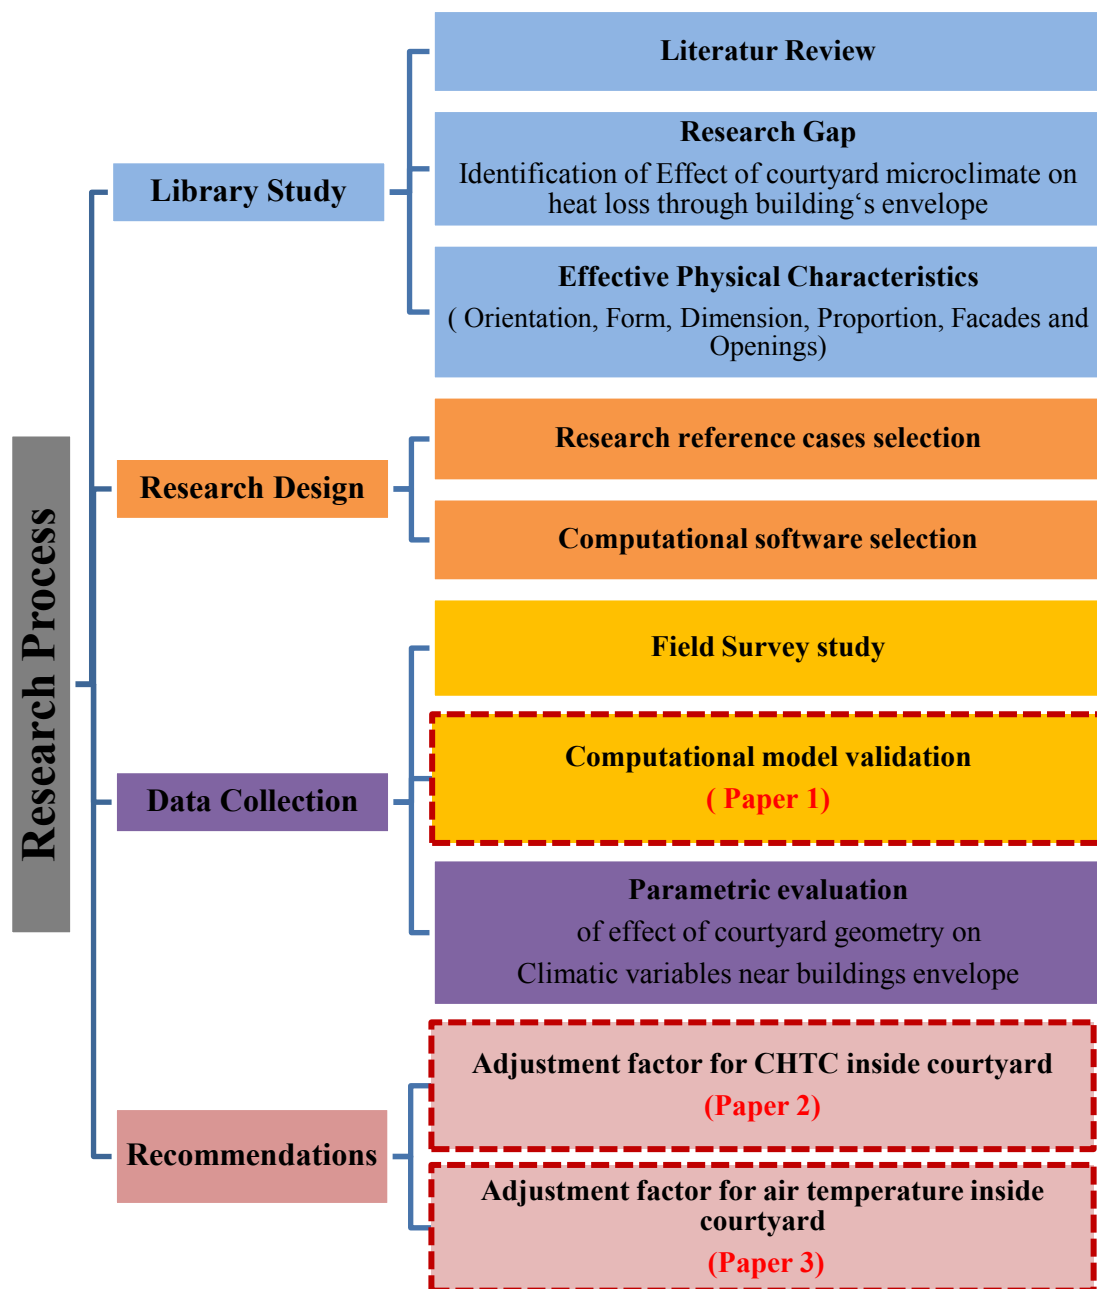 Research Process
Library Study
Literatur Review
Research Gap
Identification of Effect of courtyard microclimate on
heat loss through building‘s envelope
Effective Physical Characteristics
( Orientation, Form, Dimension, Proportion, Facades and
Openings)
Research Design
Research reference cases selection
Computational software selection
Data Collection
Field Survey study
Computational model validation
( Paper 1)
Parametric evaluation
of effect of courtyard geometry on
Climatic variables near buildings envelope
Recommendations
Adjustment factor for CHTC inside courtyard
(Paper 2)
Adjustment factor for air temperature inside
courtyard
(Paper 3)